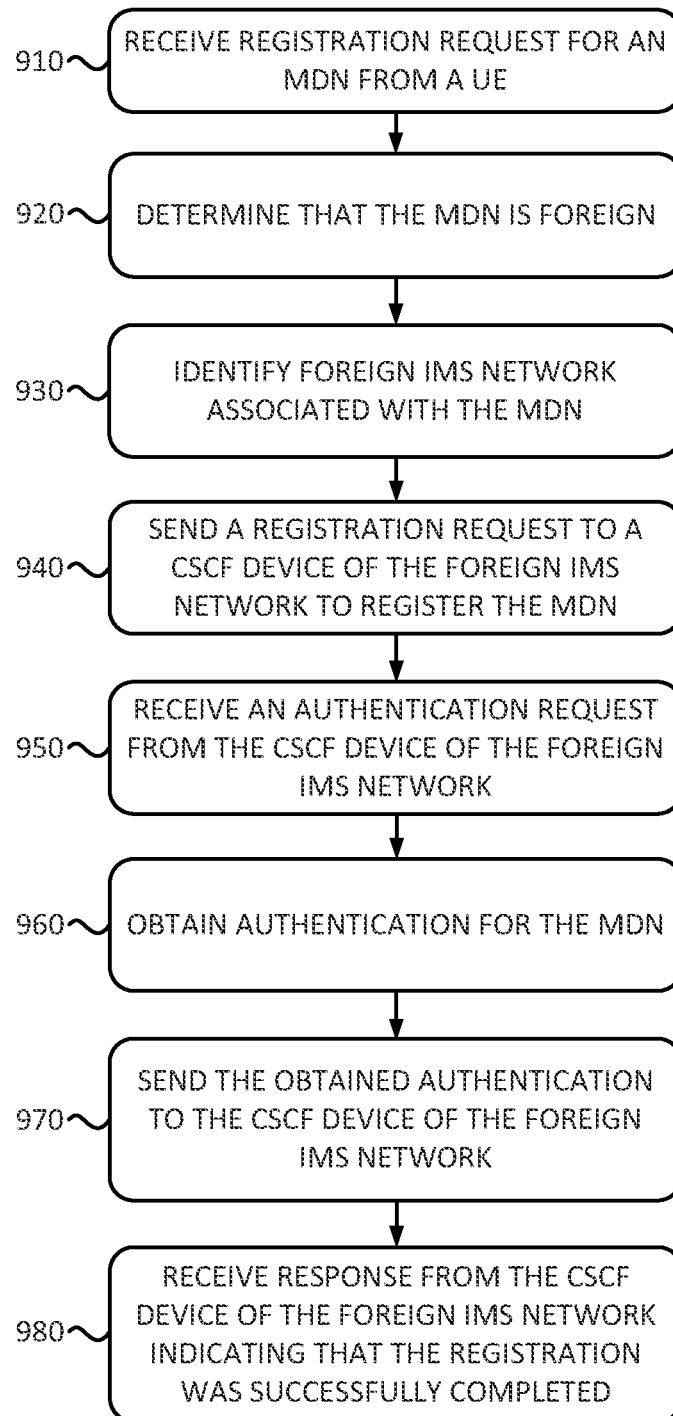 910
RECEIVE REGISTRATION REQUEST FOR AN
MDN FROM A UE
920
DETERMINE THAT THE MDN IS FOREIGN
930
IDENTIFY FOREIGN IMS NETWORK
ASSOCIATED WITH THE MDN
940
SEND A REGISTRATION REQUEST TO A
CSCF DEVICE OF THE FOREIGN IMS
NETWORK TO REGISTER THE MDN
950
RECEIVE AN AUTHENTICATION REQUEST
FROM THE CSCF DEVICE OF THE FOREIGN
IMS NETWORK
960
OBTAIN AUTHENTICATION FOR THE MDN
970
SEND THE OBTAINED AUTHENTICATION
TO THE CSCF DEVICE OF THE FOREIGN
IMS NETWORK
980
RECEIVE RESPONSE FROM THE CSCF
DEVICE OF THE FOREIGN IMS NETWORK
INDICATING THAT THE REGISTRATION
WAS SUCCESSFULLY COMPLETED